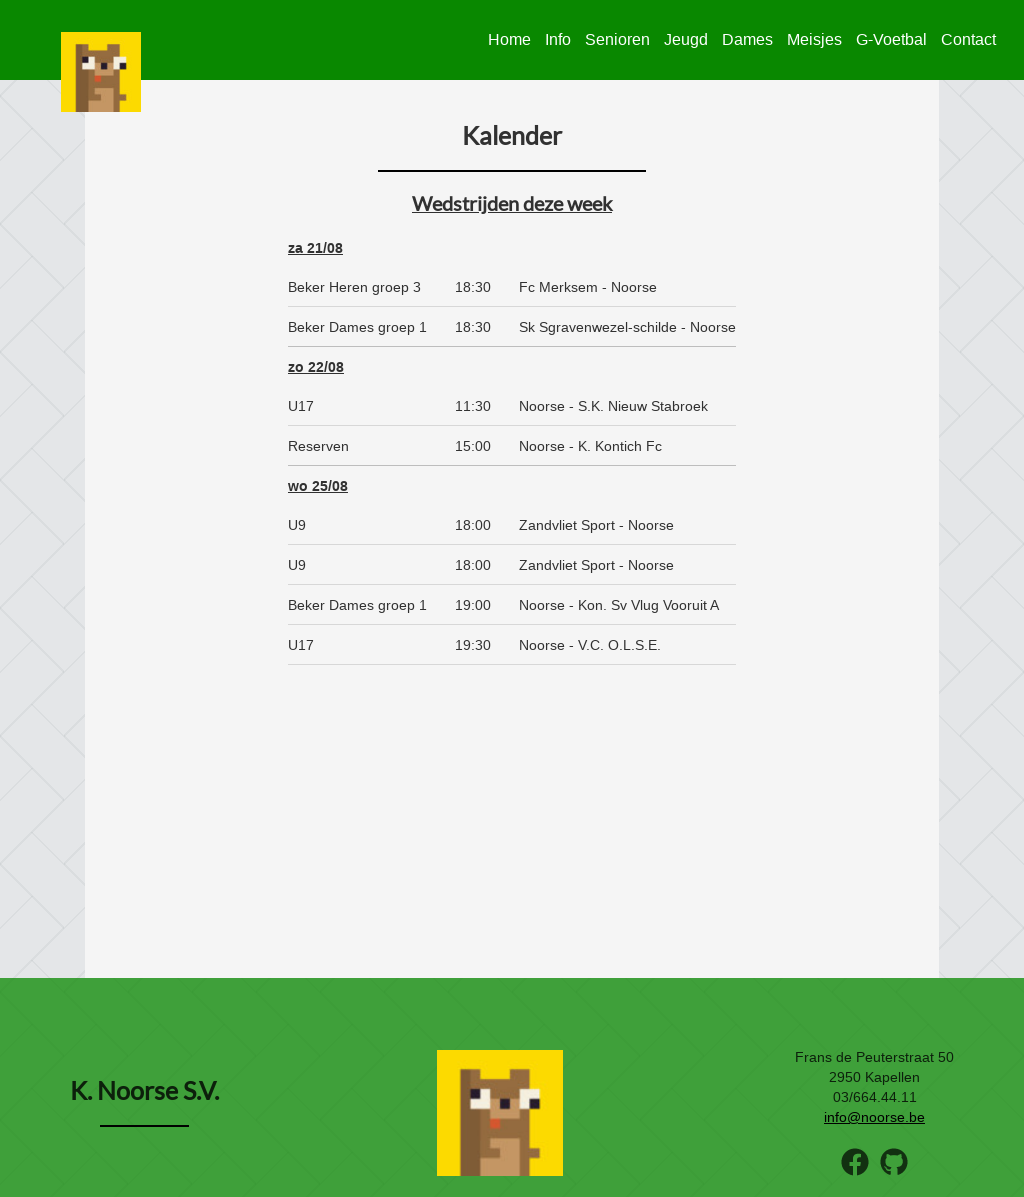 Home Info Senioren Jeugd Dames Meisjes G-Voetbal Contact
Kalender
Wedstrijden deze week
za 21/08
Beker Heren groep 3 18:30 Fc Merksem - Noorse
Beker Dames groep 1 18:30 Sk Sgravenwezel-schilde - Noorse
zo 22/08
U17 11:30 Noorse - S.K. Nieuw Stabroek
Reserven 15:00 Noorse - K. Kontich Fc
wo 25/08
U9 18:00 Zandvliet Sport - Noorse
U9 18:00 Zandvliet Sport - Noorse
Beker Dames groep 1 19:00 Noorse - Kon. Sv Vlug Vooruit A
U17 19:30 Noorse - V.C. O.L.S.E.
K. Noorse S.V.
Frans de Peuterstraat 50
2950 Kapellen
03/664.44.11
info@noorse.be